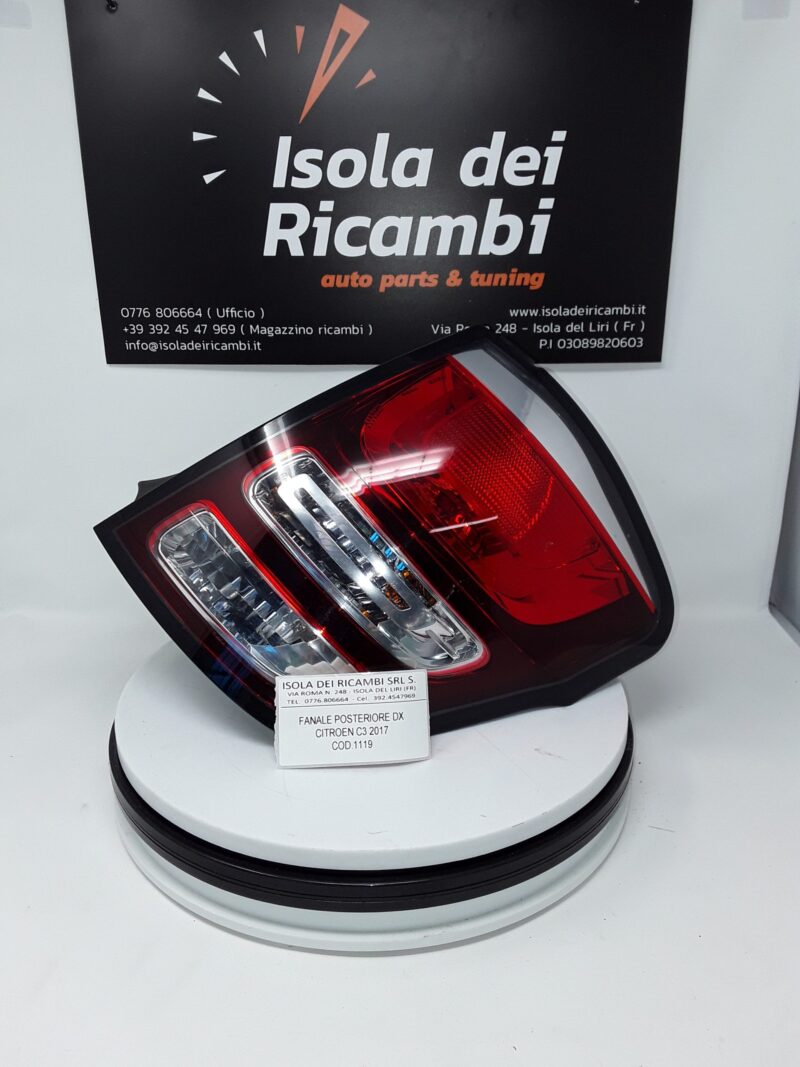 Isola dei
Ricambi
auto parts & tuning
0776 806664 ( Ufficio )
+39 392 45 47 969 ( Magazzino ricambi )
info@isoladeiricambi.it
www.isoladeiricambi.it
Via Roma 248 - Isola del Liri ( Fr )
P.I 03089820603
ISOLA DEI RICAMBI SRL S.
VIA ROMA N. 248 - ISOLA DEL LIRI (FR)
TEL. 0776.806664 - Cel. 392.4547969
FANALE POSTERIORE DX
CITROEN C3 2017
COD.1119